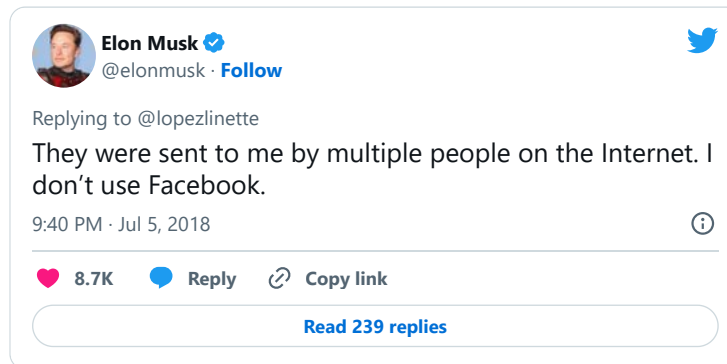 Elon Musk
@elonmusk · Follow
Replying to @lopezlinette
They were sent to me by multiple people on the Internet. I
don’t use Facebook.
9:40 PM · Jul 5, 2018
8.7K Reply Copy link
Read 239 replies